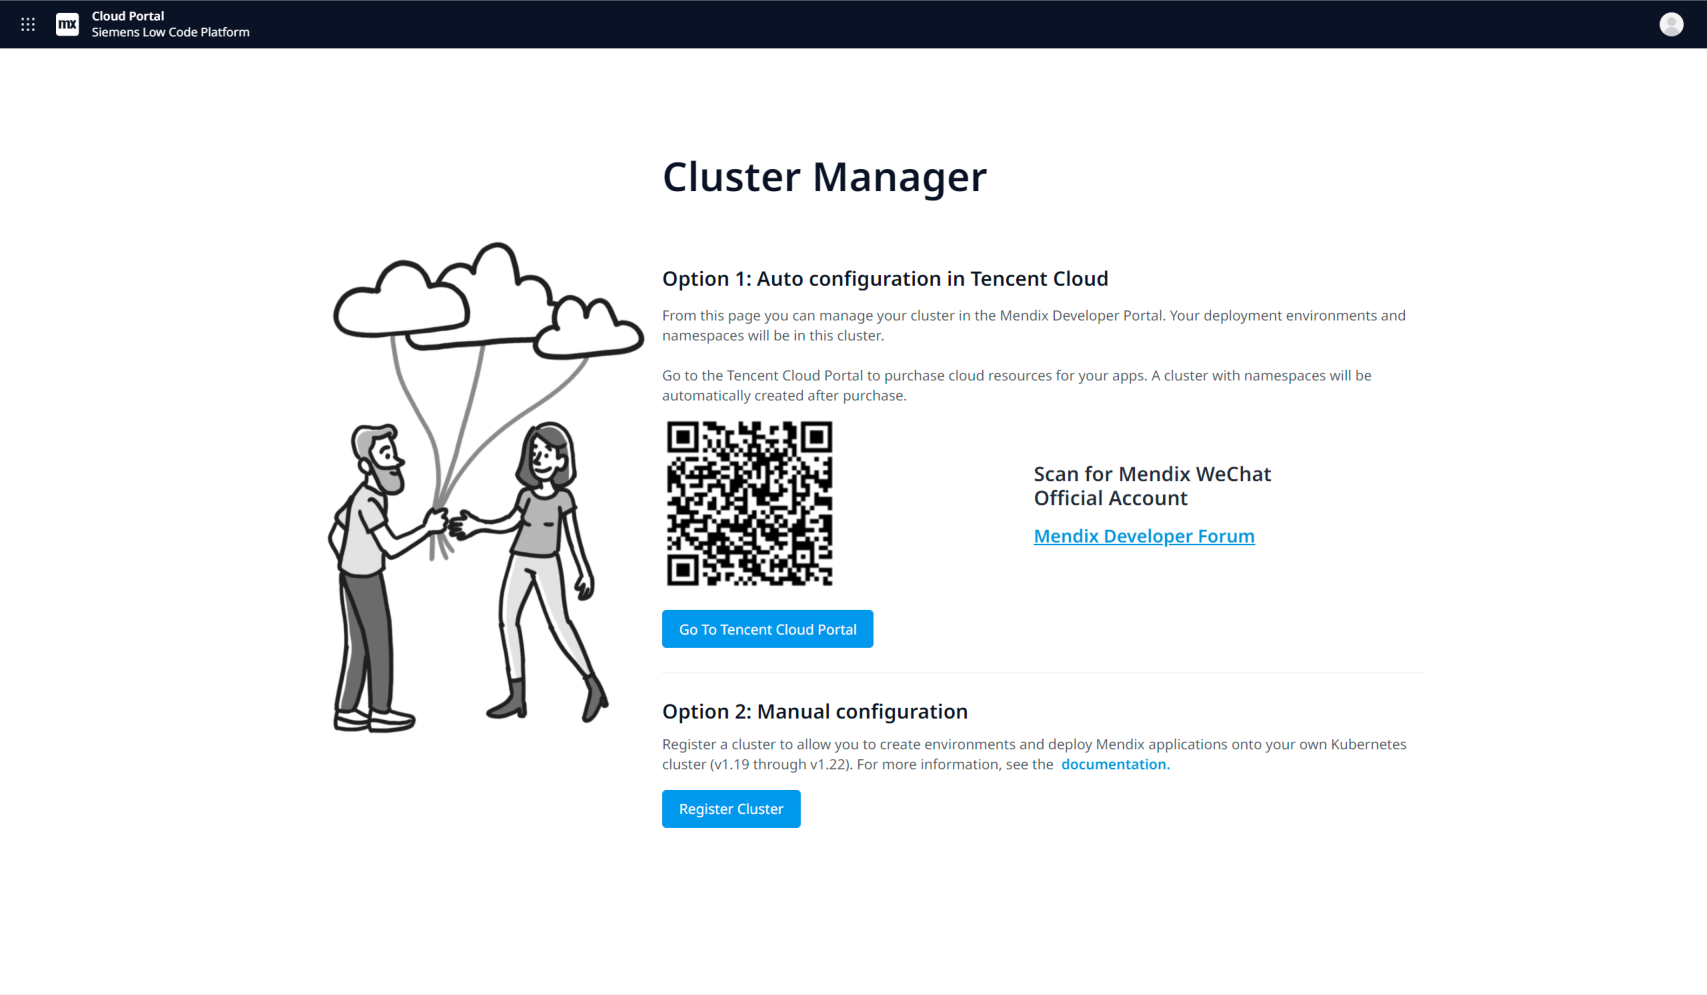 mx
Cloud Portal
Siemens Low Code Platform
Cluster Manager
Option 1: Auto configuration in Tencent Cloud
From this page you can manage your cluster in the Mendix Developer Portal. Your deployment environments and
namespaces will be in this cluster.
Go to the Tencent Cloud Portal to purchase cloud resources for your apps. A cluster with namespaces will be
automatically created after purchase.
Scan for Mendix WeChat
Official Account
Mendix Developer Forum
Go To Tencent Cloud Portal
Option 2: Manual configuration
Register a cluster to allow you to create environments and deploy Mendix applications onto your own Kubernetes
cluster (v1.19 through v1.22). For more information, see the documentation.
Register Cluster